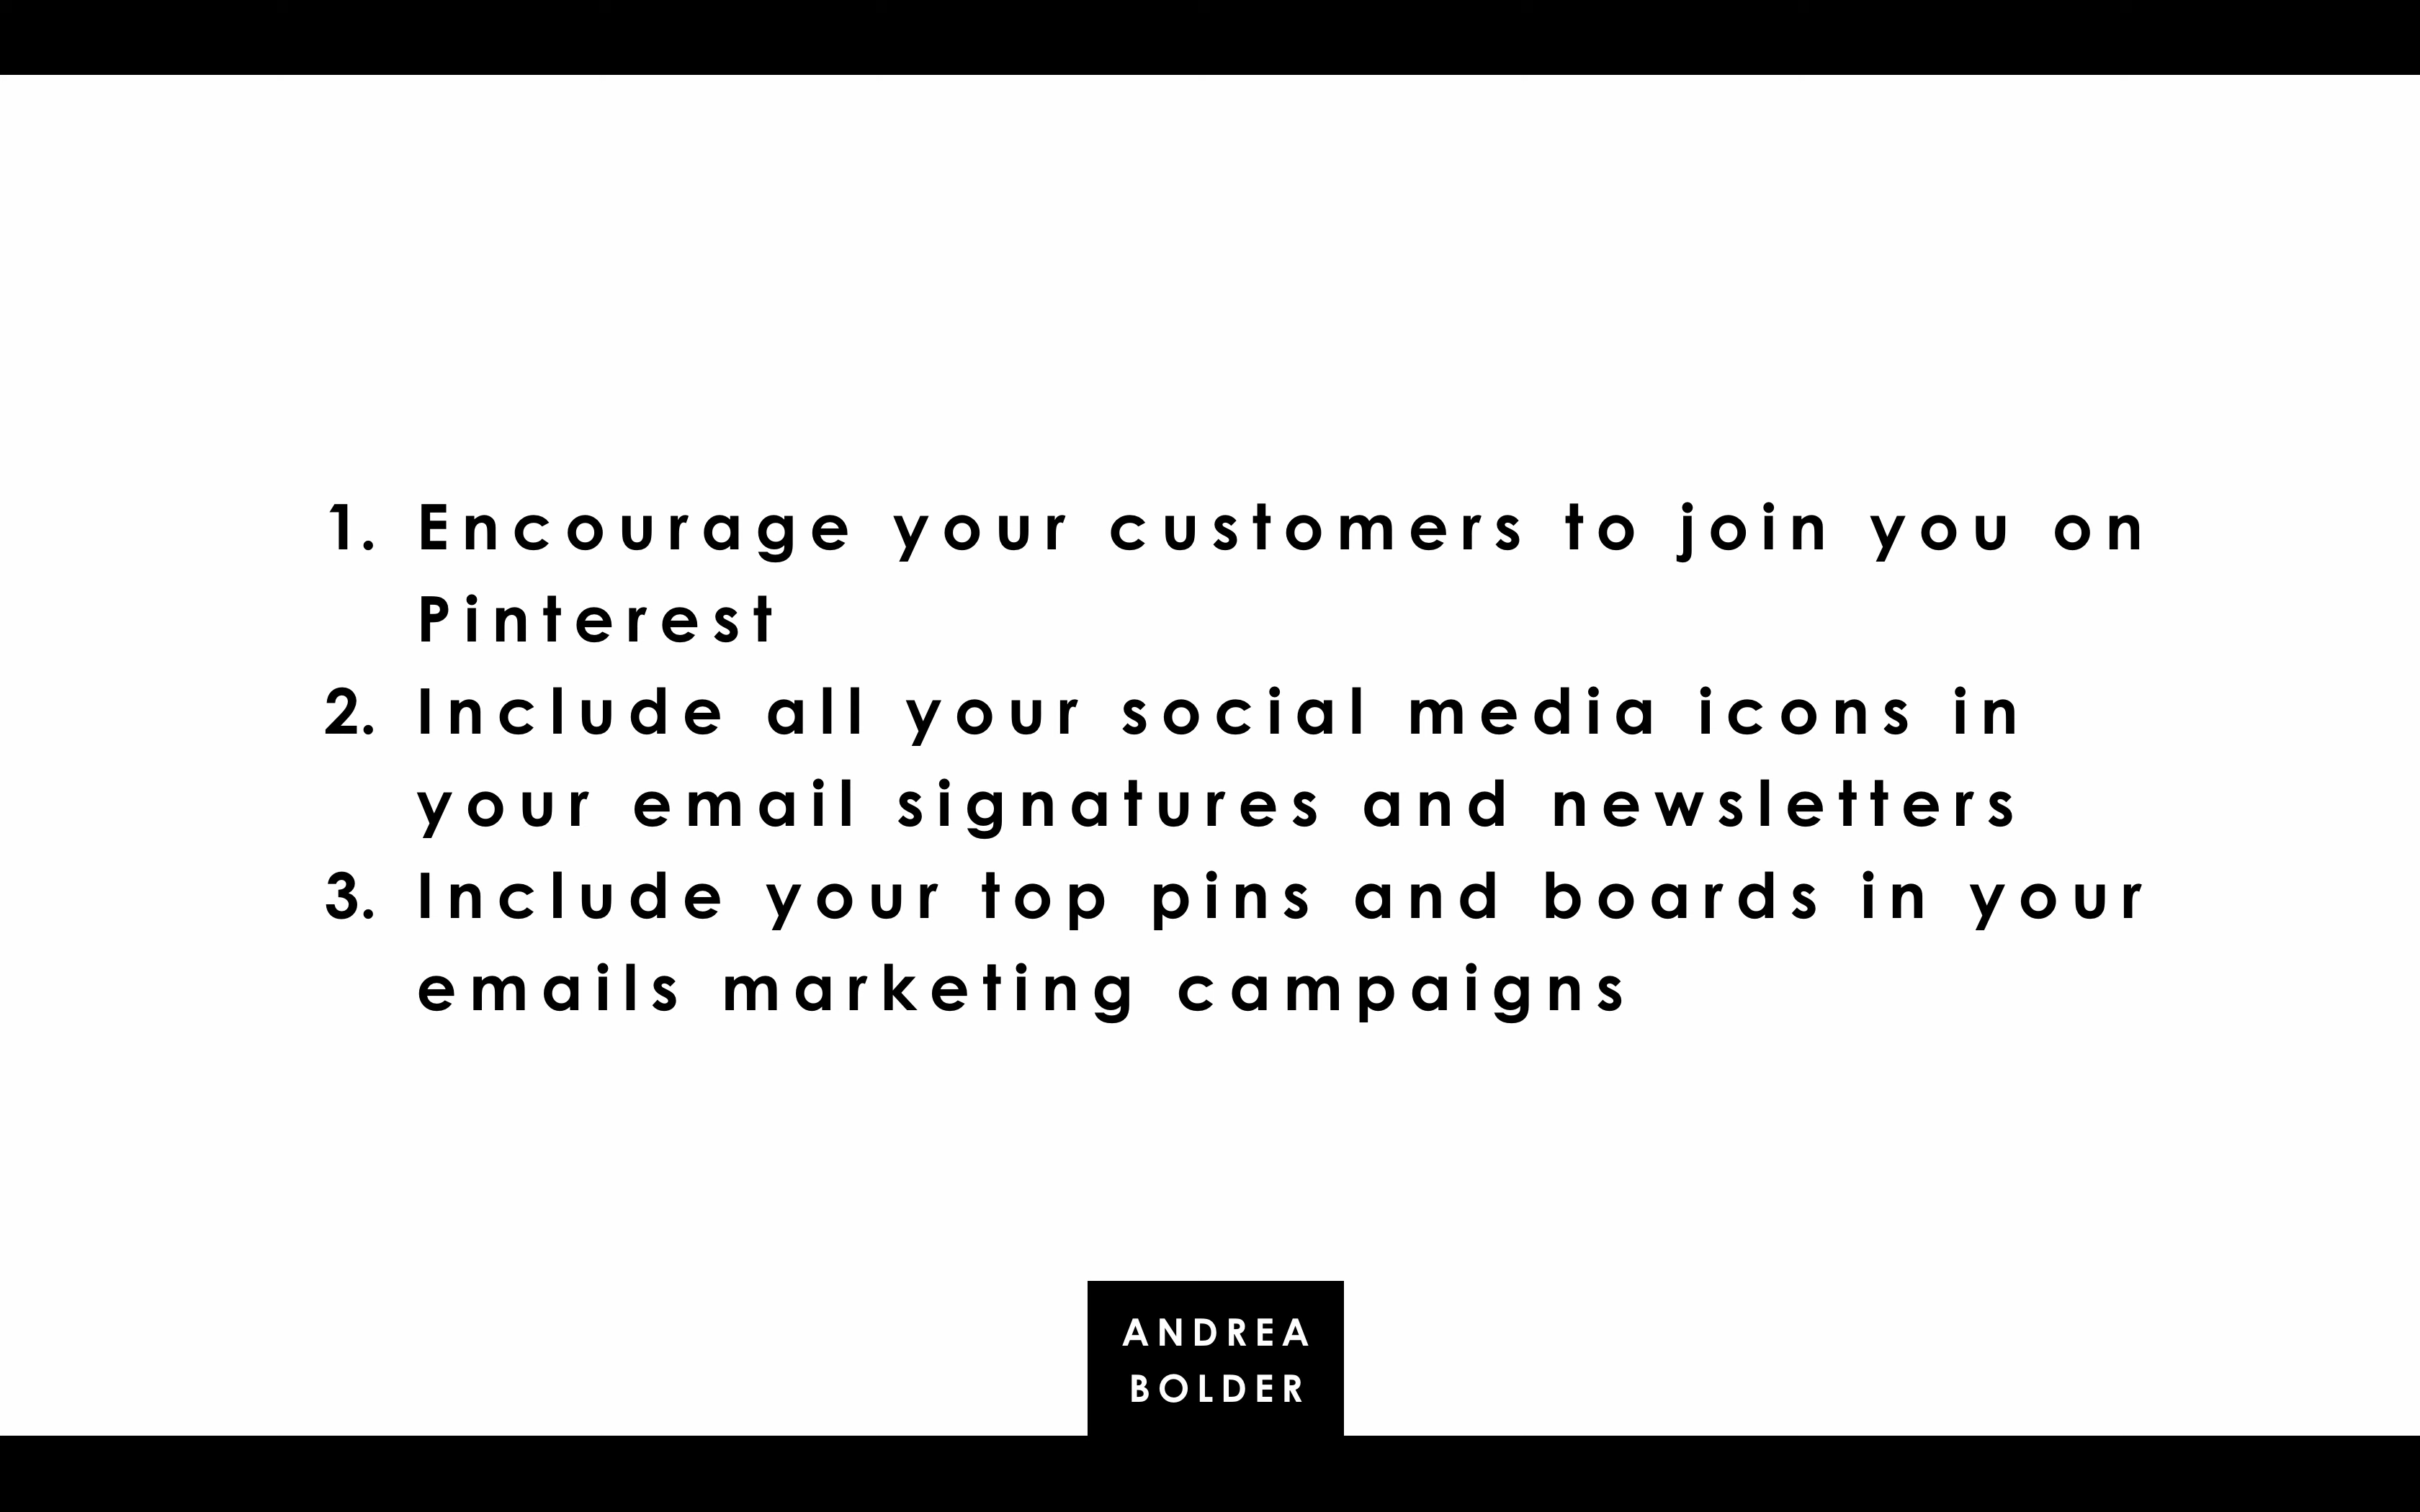 1. Encourage your customers to join you on
Pinterest
2. Include all your social media icons in
your email signatures and newsletters
3. Include your top pins and boards in your
emails marketing campaigns
ANDREA
BOLDER